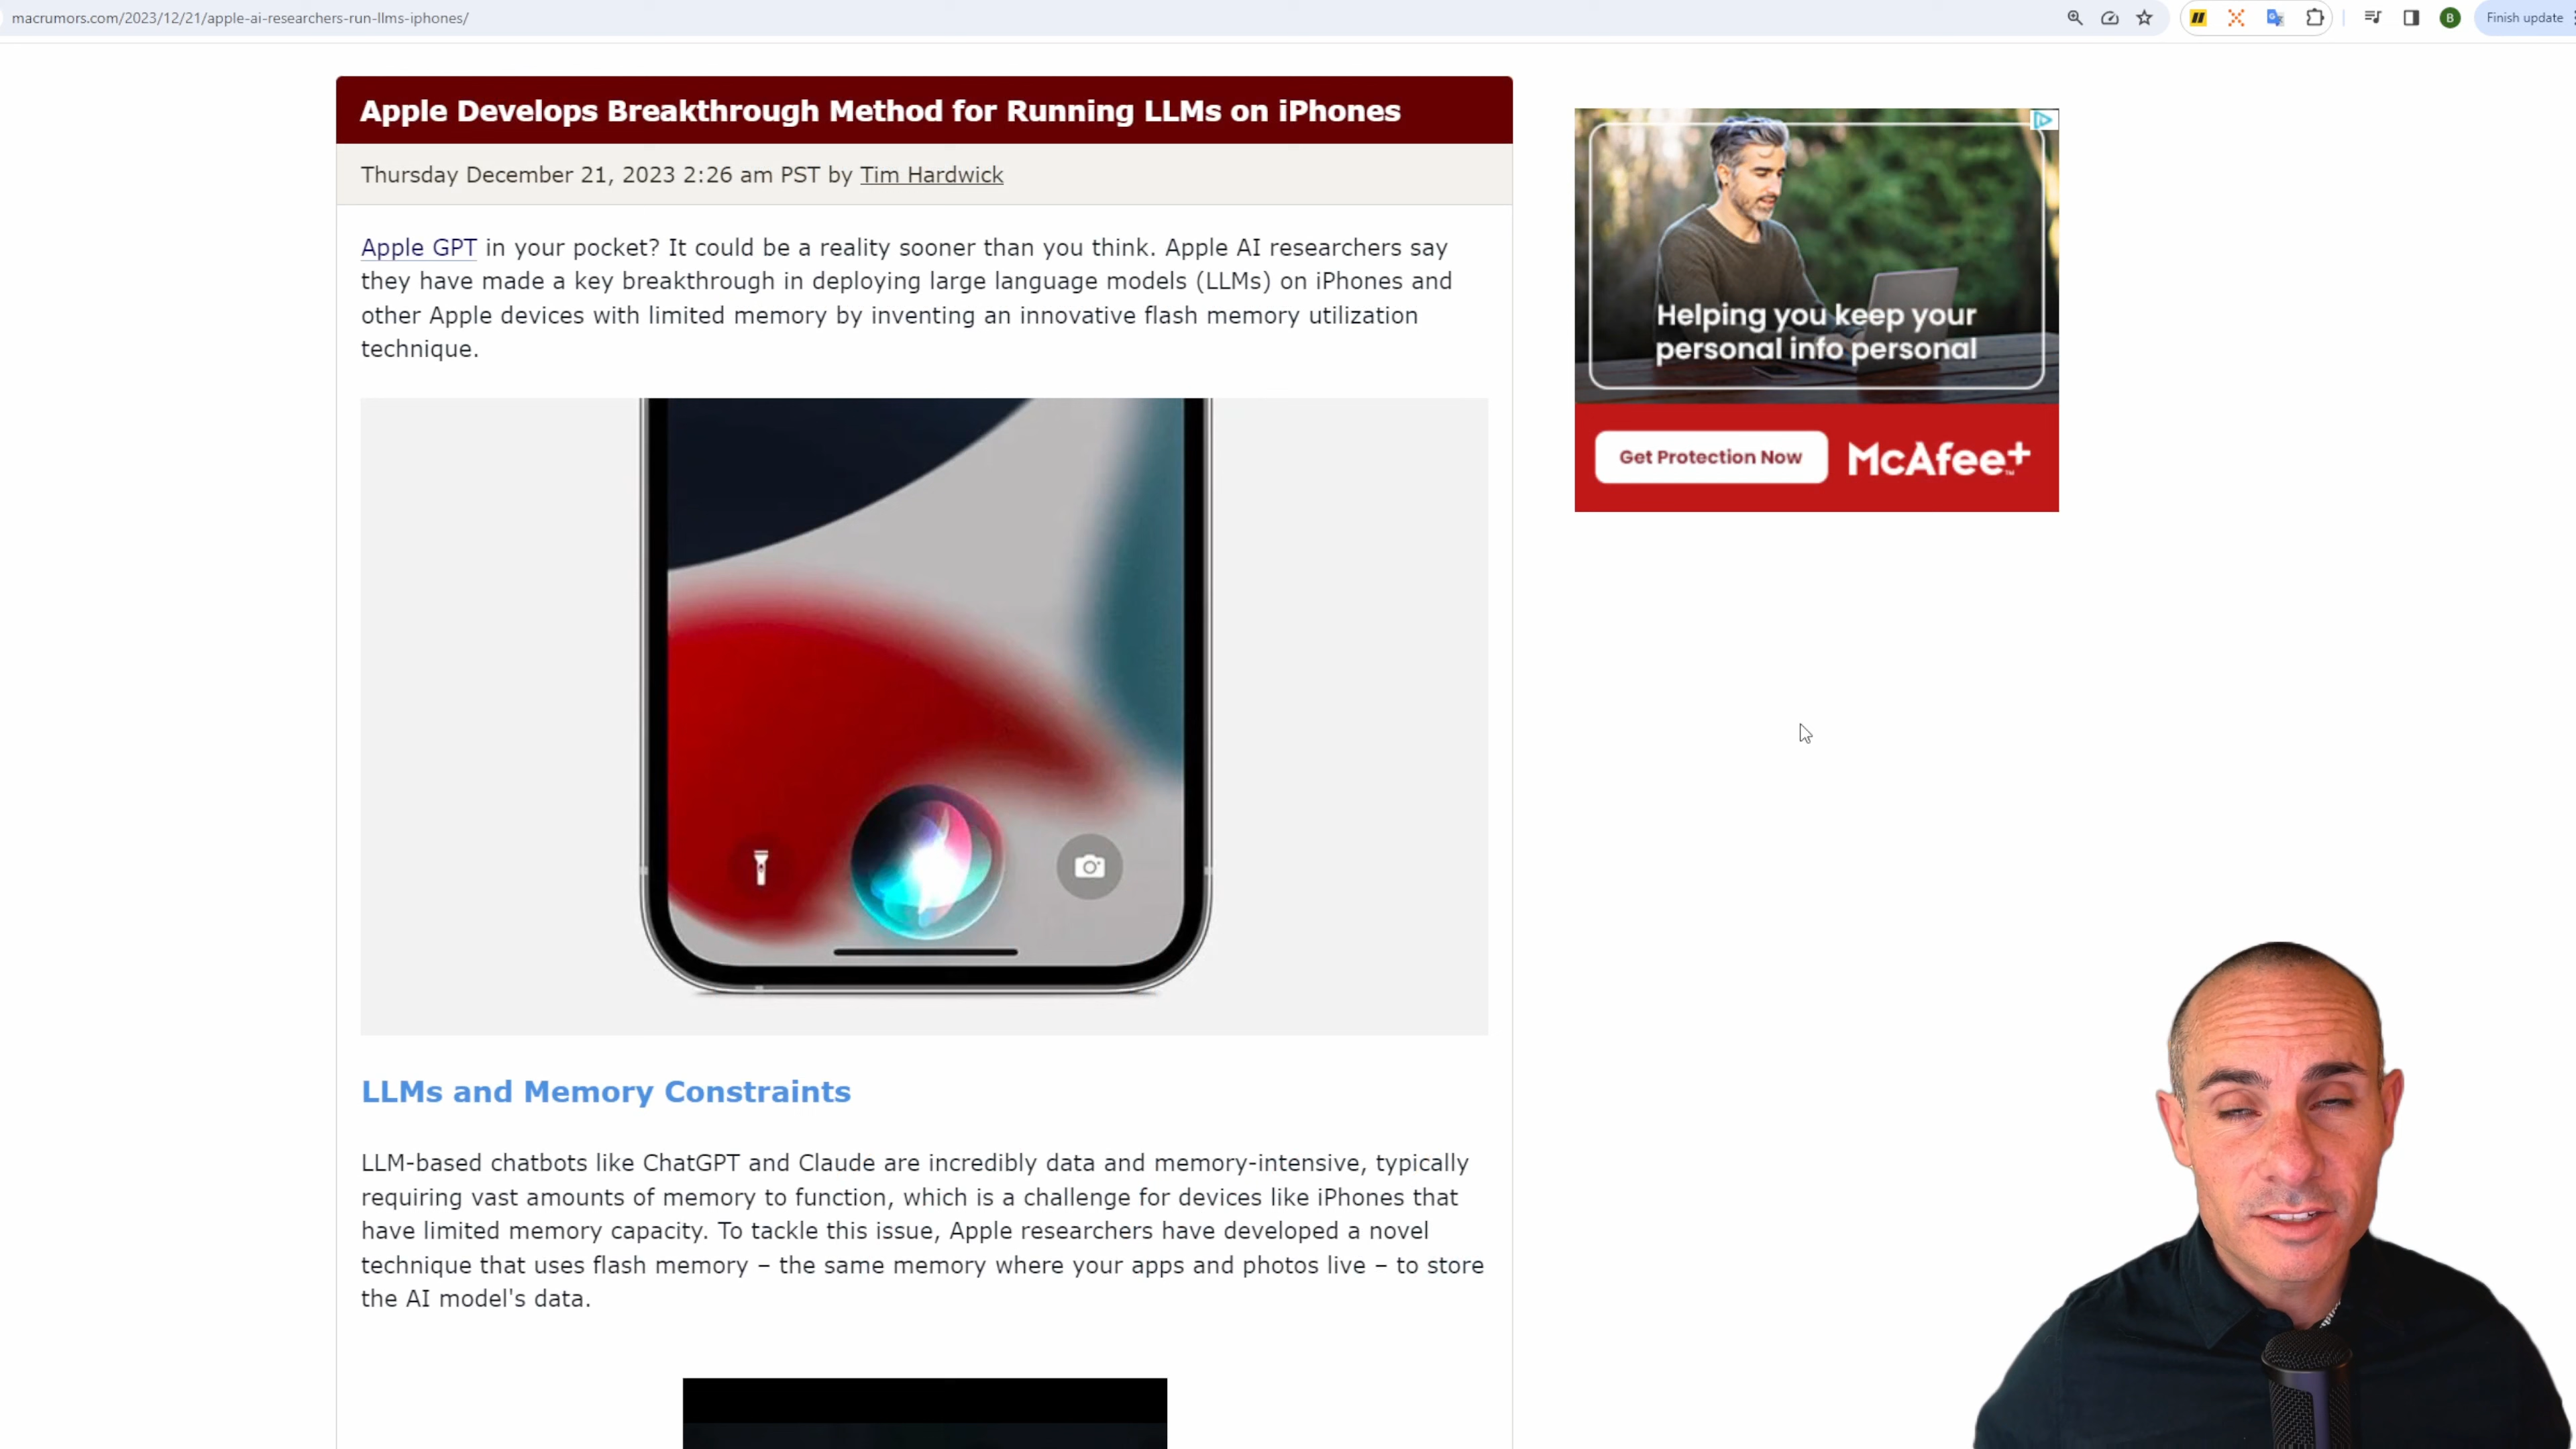 macrumors.com/2023/12/21/apple-ai-researchers-run-llms-iphones/
B
Finish update
Apple Develops Breakthrough Method for Running LLMs on iPhones
Thursday December 21, 2023 2:26 am PST by Tim Hardwick
Apple GPT in your pocket? It could be a reality sooner than you think. Apple AI researchers say
they have made a key breakthrough in deploying large language models (LLMs) on iPhones and
other Apple devices with limited memory by inventing an innovative flash memory utilization
technique.
Helping you keep your
personal info personal
Get Protection Now
McAfee+
LLMs and Memory Constraints
LLM-based chatbots like ChatGPT and Claude are incredibly data and memory-intensive, typically
requiring vast amounts of memory to function, which is a challenge for devices like iPhones that
have limited memory capacity. To tackle this issue, Apple researchers have developed a novel
technique that uses flash memory – the same memory where your apps and photos live – to store
the AI model's data.